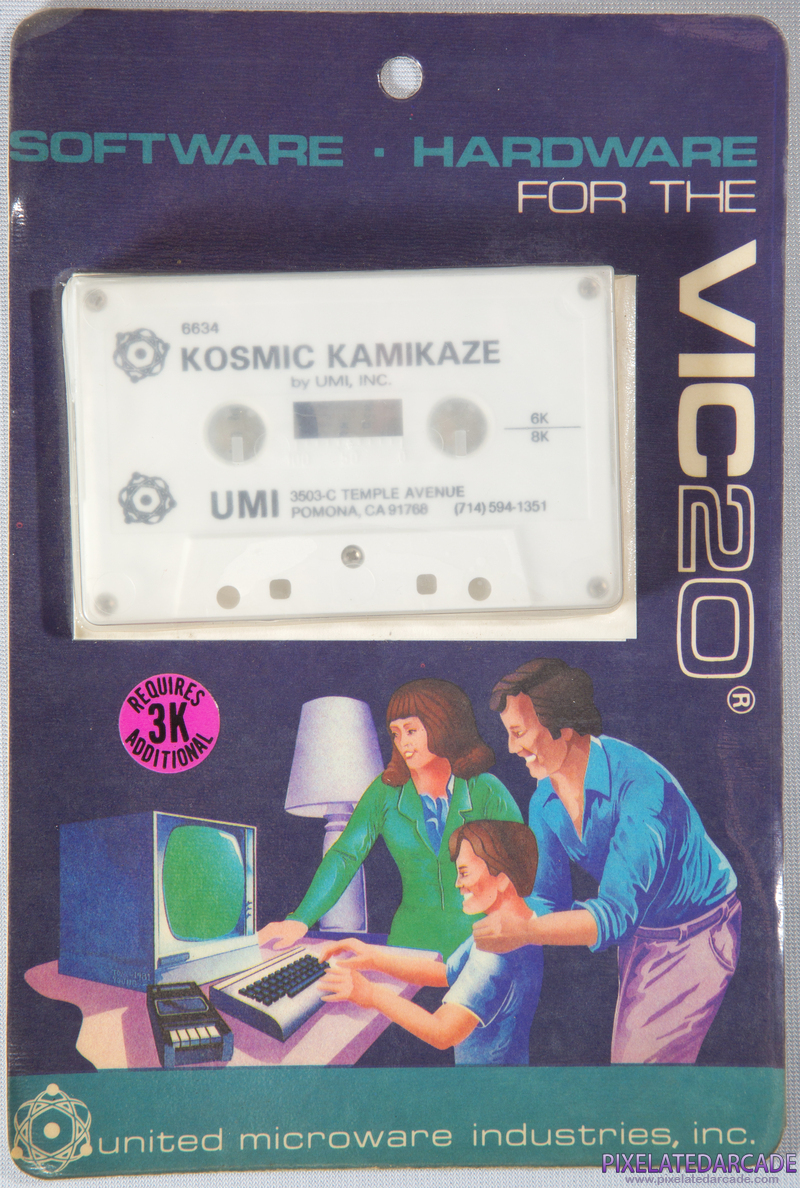 SOFTWARE · HARDWARE
FOR THE
VIC20®
6634
KOSMIC KAMIKAZE
by UMI, INC.
6K
8K
UMI
3503-C TEMPLE AVENUE
POMONA, CA 91768 (714) 594-1351
REQUIRES
3K
ADDITIONAL
united microware industries, inc.
PIXELATEDARCADE
www.pixelatedarcade.com